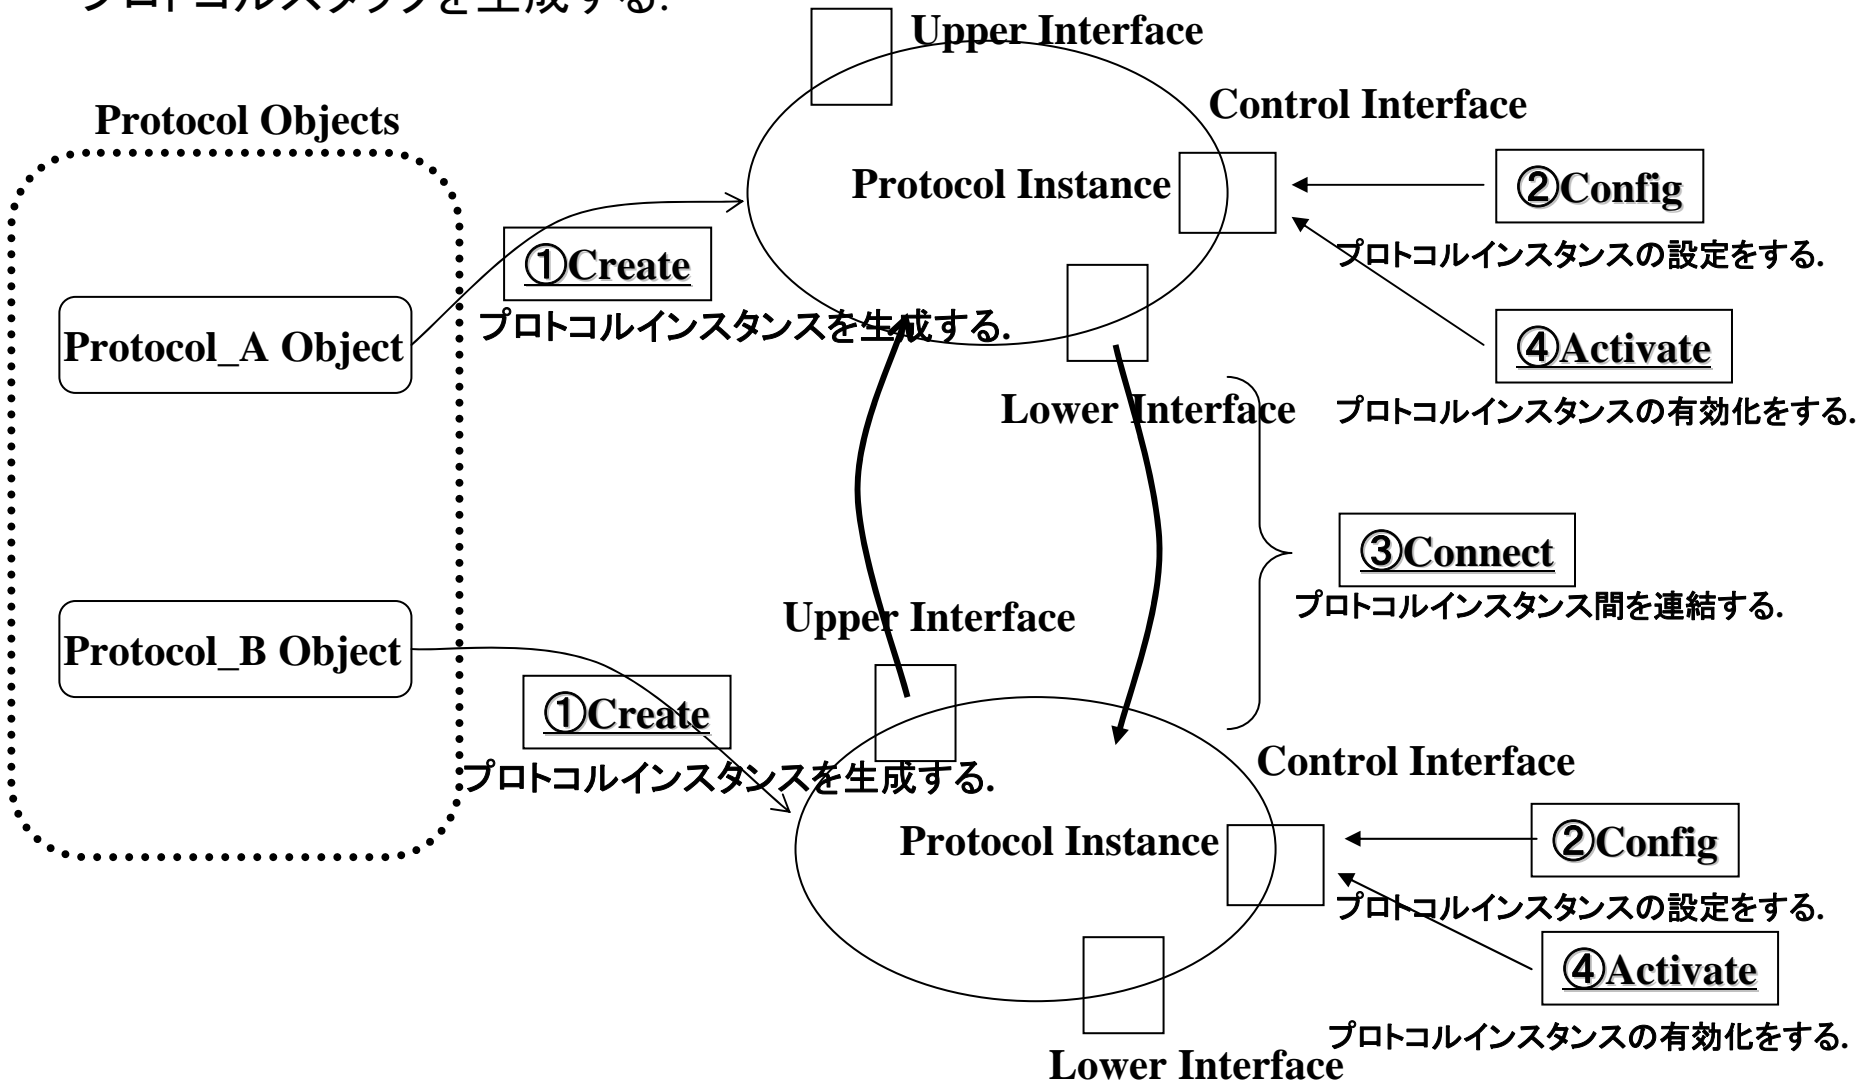 プロトコルスタックを生成する.
Upper Interface
Control Interface
Protocol Objects
Protocol Instance
②Config
プロトコルインスタンスの設定をする.
①Create
プロトコルインスタンスを生成する.
Protocol_A Object
④Activate
プロトコルインスタンスの有効化をする.
Lower Interface
③Connect
プロトコルインスタンス間を連結する.
Upper Interface
Protocol_B Object
①Create
プロトコルインスタンスを生成する.
Control Interface
Protocol Instance
②Config
プロトコルインスタンスの設定をする.
④Activate
プロトコルインスタンスの有効化をする.
Lower Interface